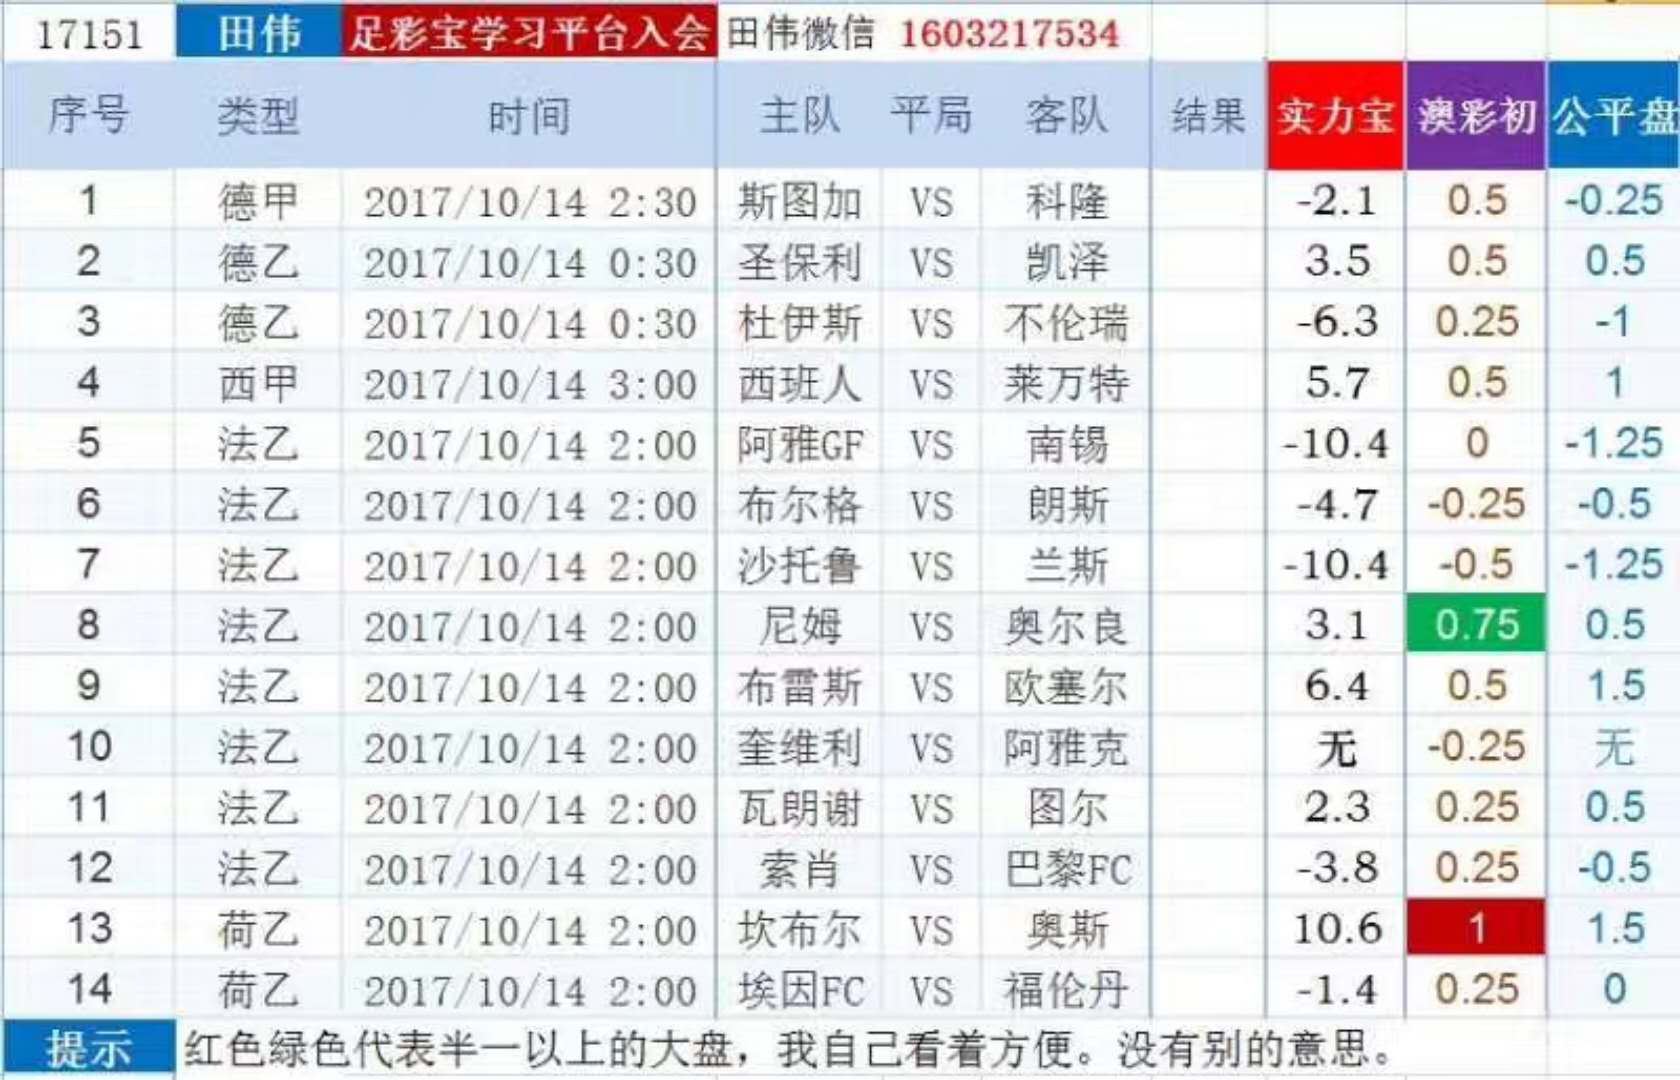 17151 田伟 足彩宝学习平台入会 田伟微信 1603217534
序号 类型 时间 主队 平局 客队 结果 实力宝 澳彩初 公平盘
1 德甲 2017/10/14 2:30 斯图加 VS 科隆 -2.1 0.5 -0.25
2 德乙 2017/10/14 0:30 圣保利 VS 凯泽 3.5 0.5 0.5
3 德乙 2017/10/14 0:30 杜伊斯 VS 不伦瑞 -6.3 0.25 -1
4 西甲 2017/10/14 3:00 西班人 VS 莱万特 5.7 0.5 1
5 法乙 2017/10/14 2:00 阿雅GF VS 南锡 -10.4 0 -1.25
6 法乙 2017/10/14 2:00 布尔格 VS 朗斯 -4.7 -0.25 -0.5
7 法乙 2017/10/14 2:00 沙托鲁 VS 兰斯 -10.4 -0.5 -1.25
8 法乙 2017/10/14 2:00 尼姆 VS 奥尔良 3.1 0.75 0.5
9 法乙 2017/10/14 2:00 布雷斯 VS 欧塞尔 6.4 0.5 1.5
10 法乙 2017/10/14 2:00 奎维利 VS 阿雅克 无 -0.25 无
11 法乙 2017/10/14 2:00 瓦朗谢 VS 图尔 2.3 0.25 0.5
12 法乙 2017/10/14 2:00 索肖 VS 巴黎FC -3.8 0.25 -0.5
13 荷乙 2017/10/14 2:00 坎布尔 VS 奥斯 10.6 1 1.5
14 荷乙 2017/10/14 2:00 埃因FC VS 福伦丹 -1.4 0.25 0
提示 红色绿色代表半一以上的大盘，我自己看着方便。没有别的意思。